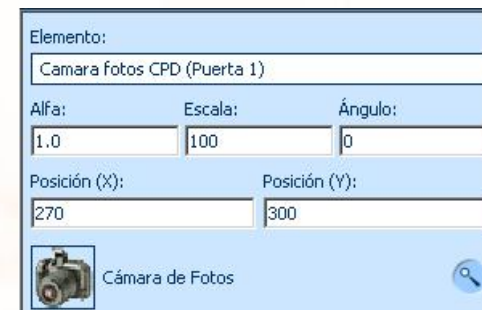 Elemento:
Camara fotos CPD (Puerta 1)
Alfa: Escala: Ángulo:
1.0 100 0
Posición (X): Posición (Y):
270 300
Cámara de Fotos